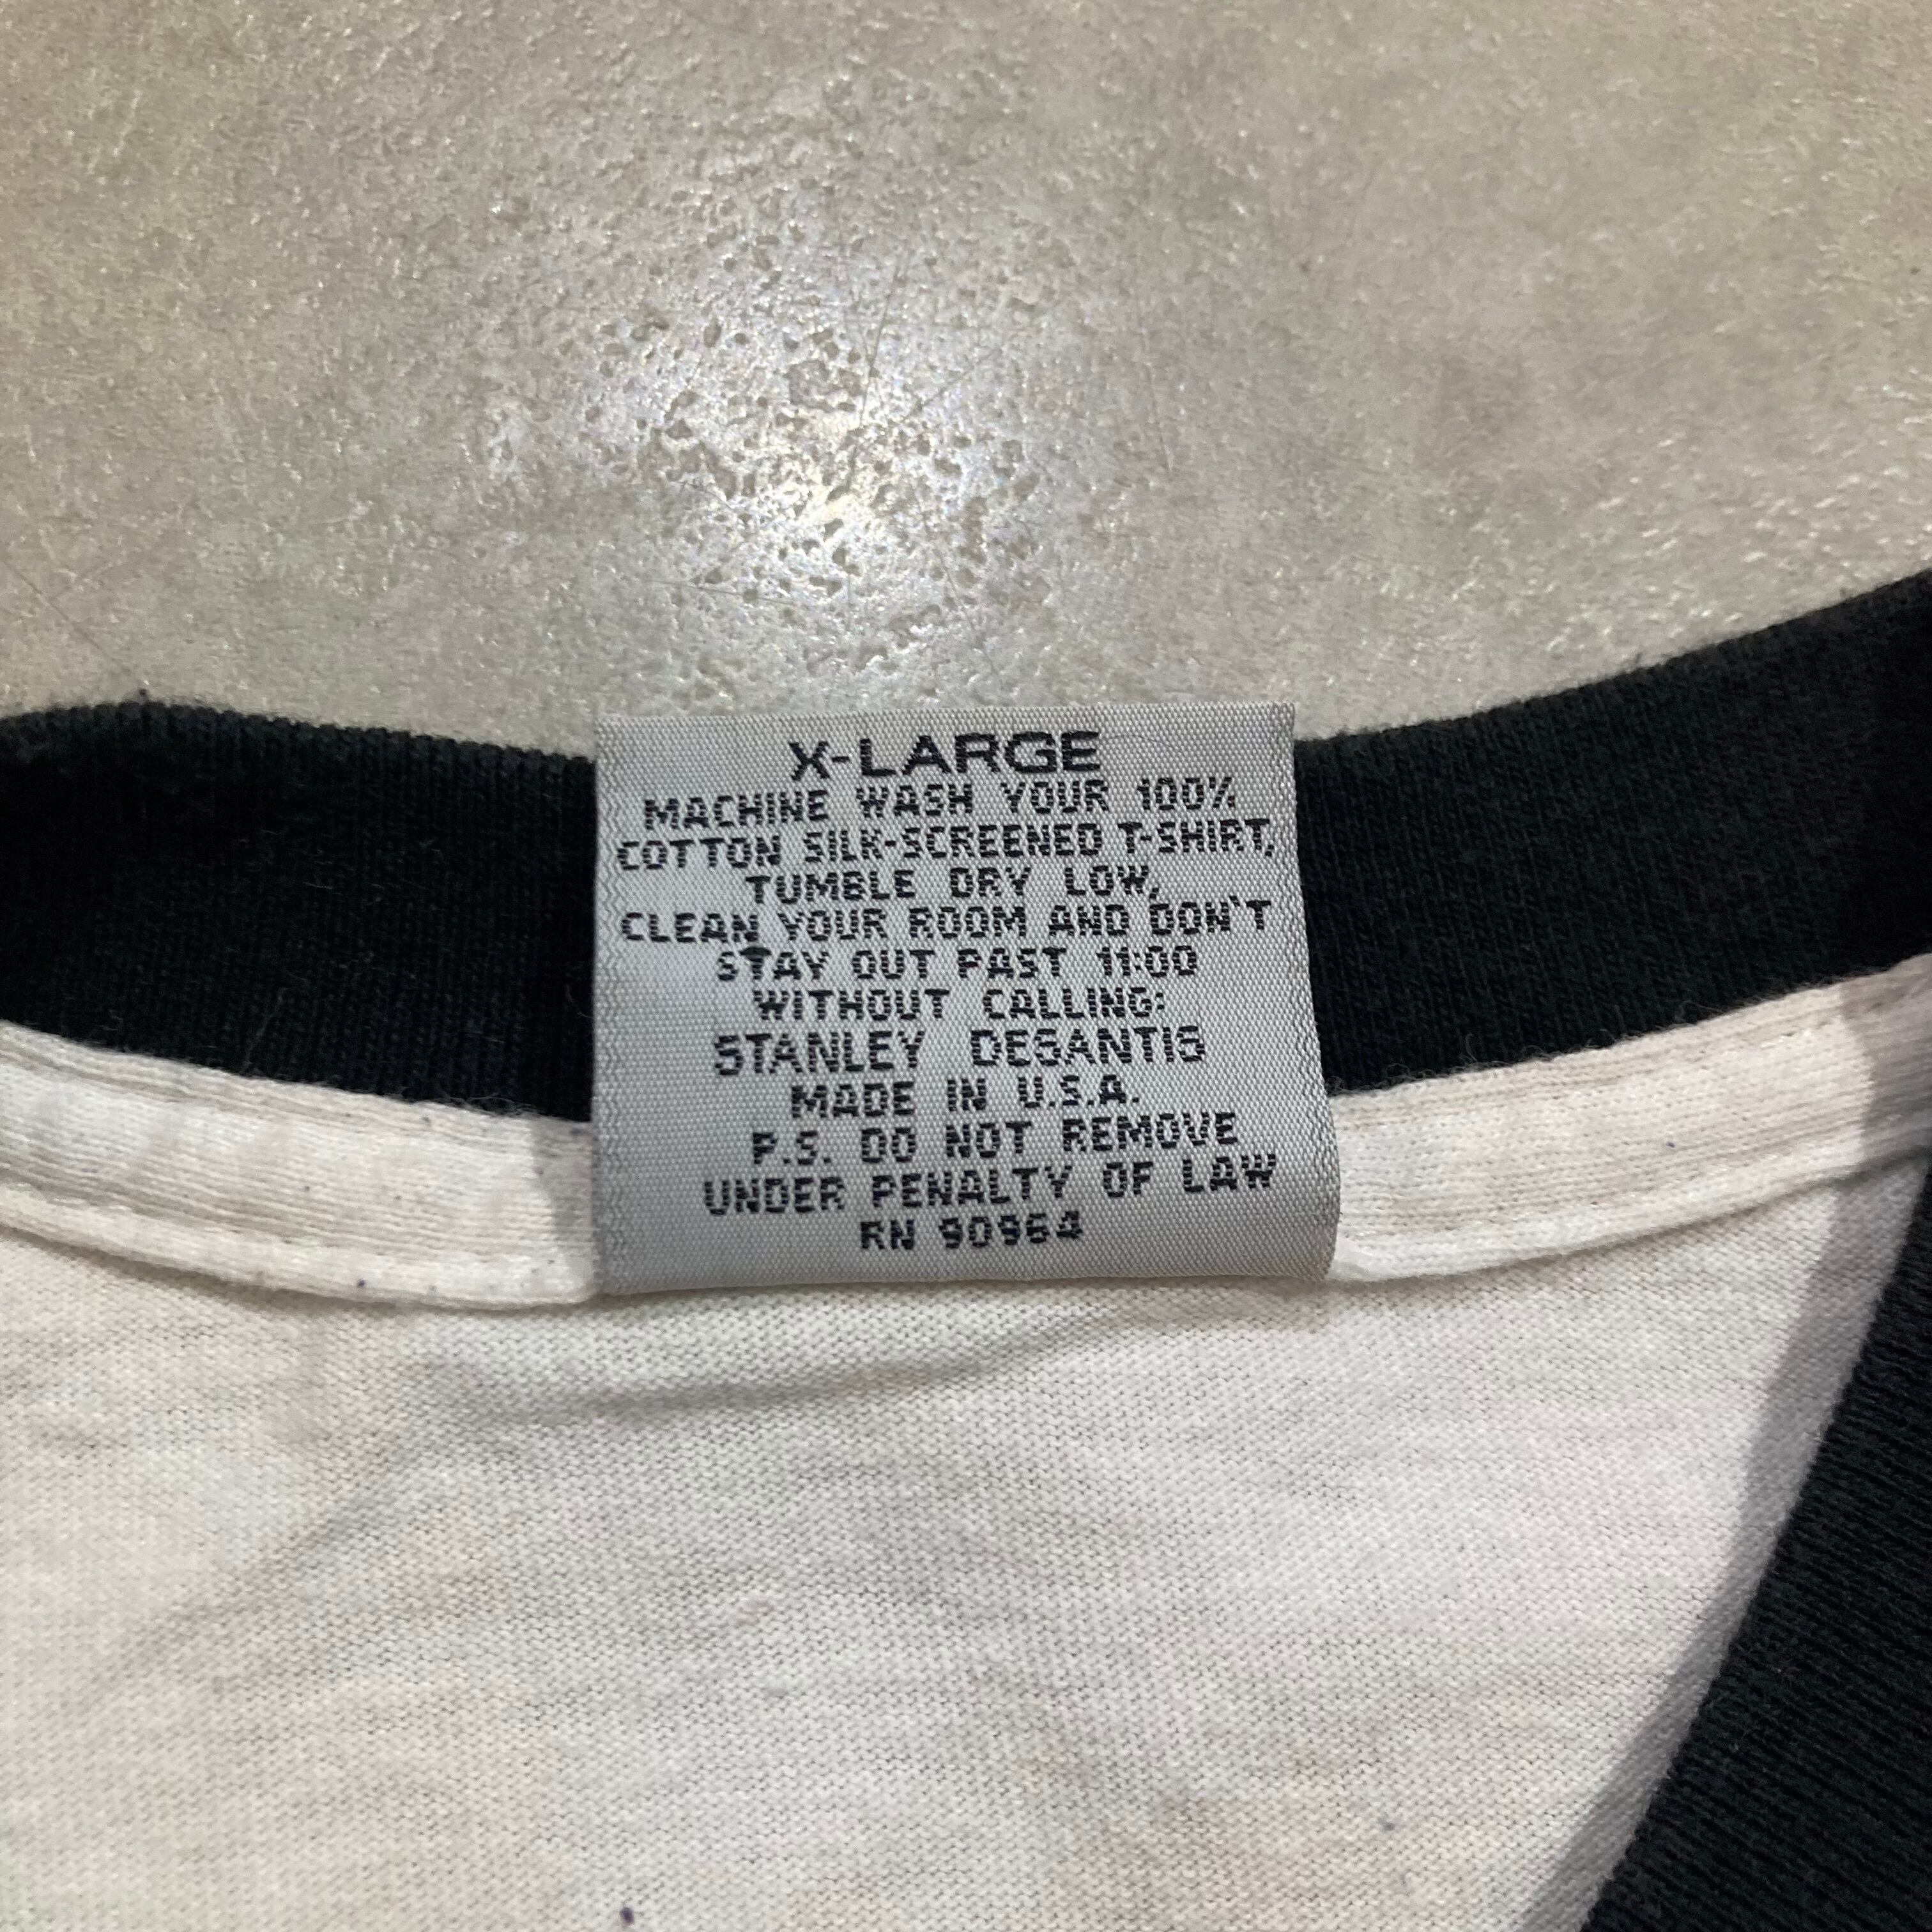 X-LARGE
MACHINE WASH YOUR 100%
COTTON SILK-SCREENED T-SHIRT,
TUMBLE DRY LOW,
CLEAN YOUR ROOM AND DON'T
STAY OUT PAST 11:00
WITHOUT CALLING:
STANLEY DESANTIS
MADE IN U.S.A.
P.S. DO NOT REMOVE
UNDER PENALTY OF LAW
RN 90964